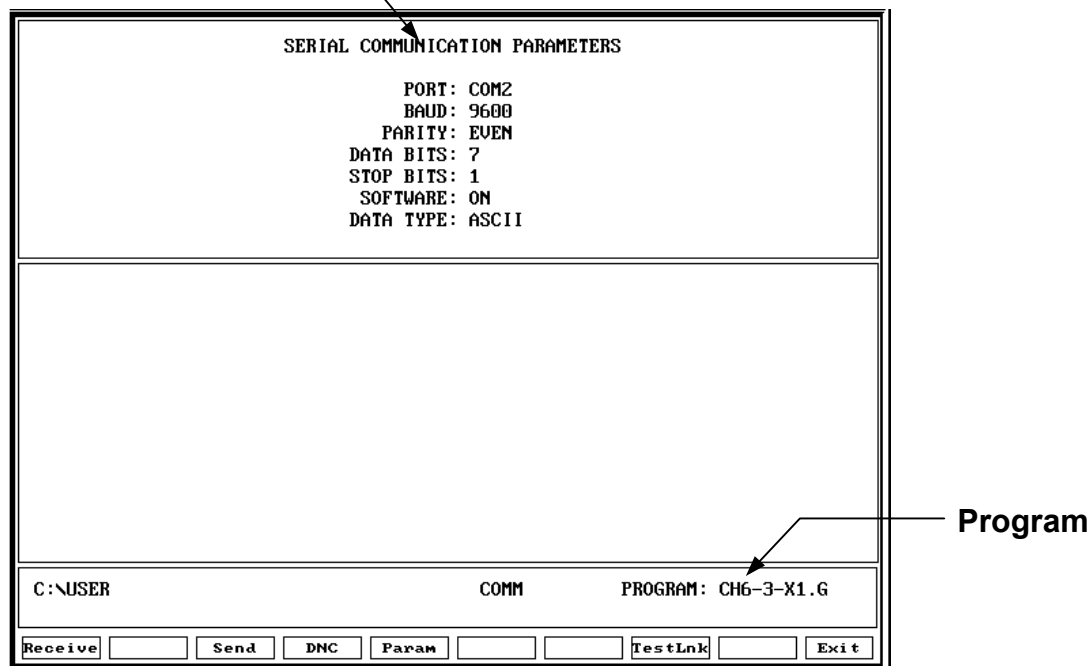 SERIAL COMMUNICATION PARAMETERS
PORT: COM2
BAUD: 9600
PARITY: EVEN
DATA BITS: 7
STOP BITS: 1
SOFTWARE: ON
DATA TYPE: ASCII
Program
C:\USER COMM PROGRAM: CH6-3-X1.G
Receive Send DNC Param TestLnk Exit